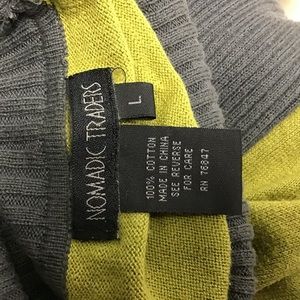 NOMADIC TRADERS
L
100% COTTON
MADE IN CHINA
SEE REVERSE
FOR CARE
RN 76847